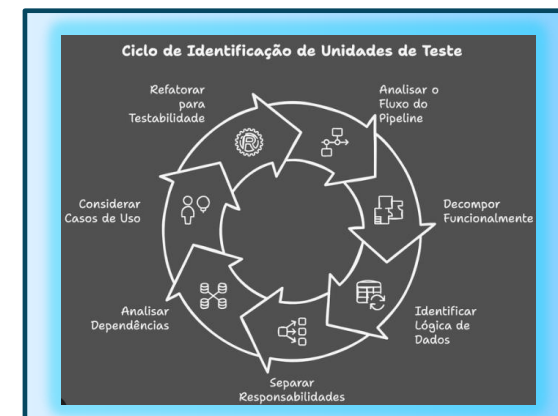 Ciclo de Identificação de Unidades de Teste
Analisar o
Fluxo do
Pipeline
Decompor
Funcionalmente
Identificar
Lógica de
Dados
Separar
Responsabilidades
Analisar
Dependências
Considerar
Casos de Uso
Refatorar
para
Testabilidade
R